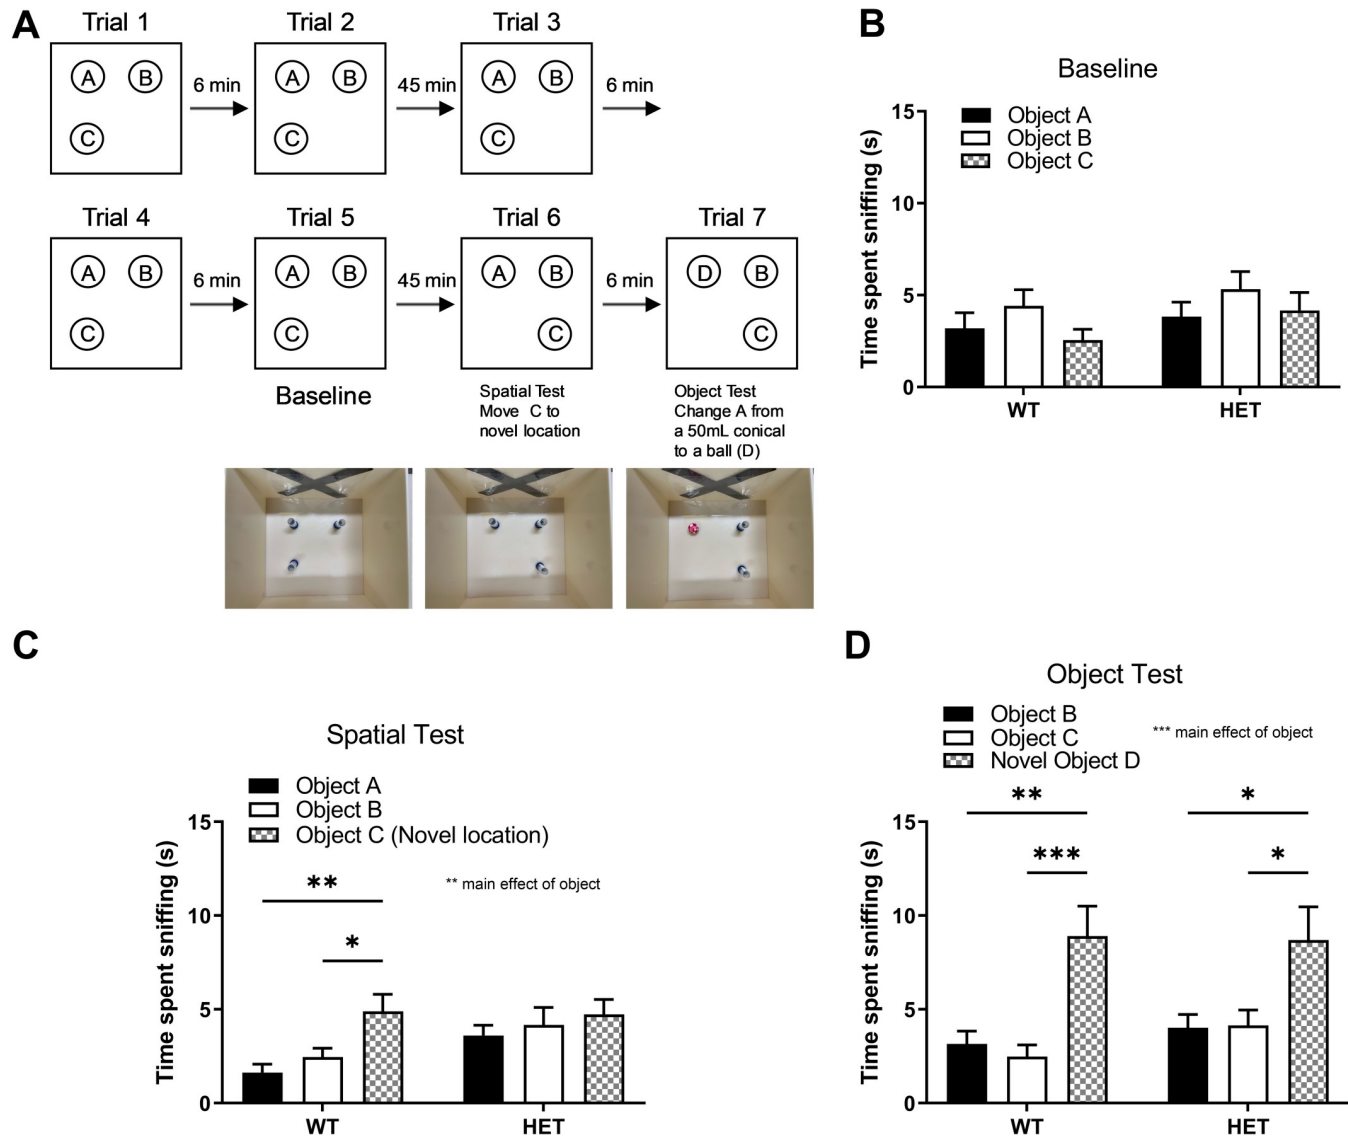 A
Trial 1
Trial 2
Trial 3
A B
6 min
A B
45 min
A B
6 min
C
C
C
Trial 4
Trial 5
Trial 6
Trial 7
A B
6 min
A B
45 min
A B
6 min
D B
C
C
C
C
Baseline
Spatial Test
Move C to
novel location
Object Test
Change A from
a 50mL conical
to a ball (D)
B
Baseline
Object A
Object B
Object C
Time spent sniffing (s)
15
10
5
0
WT
HET
C
Spatial Test
Object A
Object B
Object C (Novel location)
Time spent sniffing (s)
15
10
5
0
**
*
** main effect of object
WT
HET
D
Object Test
Object B
Object C
Novel Object D
*** main effect of object
Time spent sniffing (s)
15
10
5
0
**
***
*
*
WT
HET